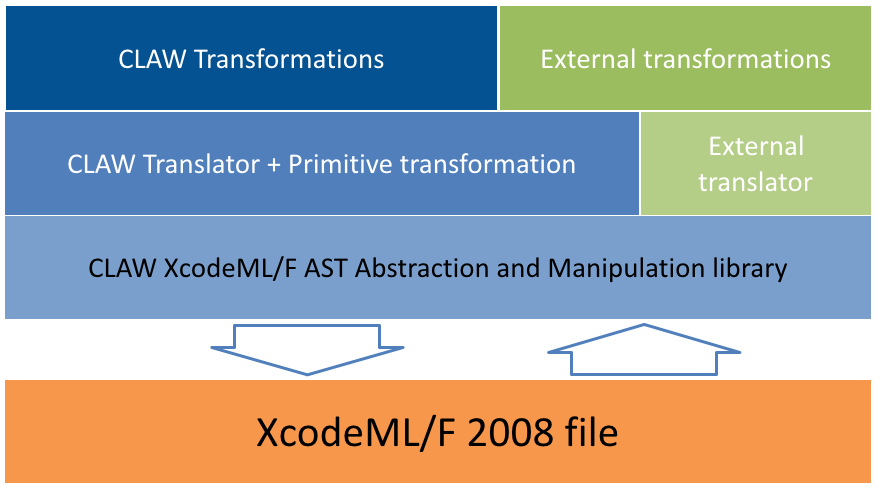 CLAW Transformations
External transformations
CLAW Translator + Primitive transformation
External
translator
CLAW XcodeML/F AST Abstraction and Manipulation library
XcodeML/F 2008 file